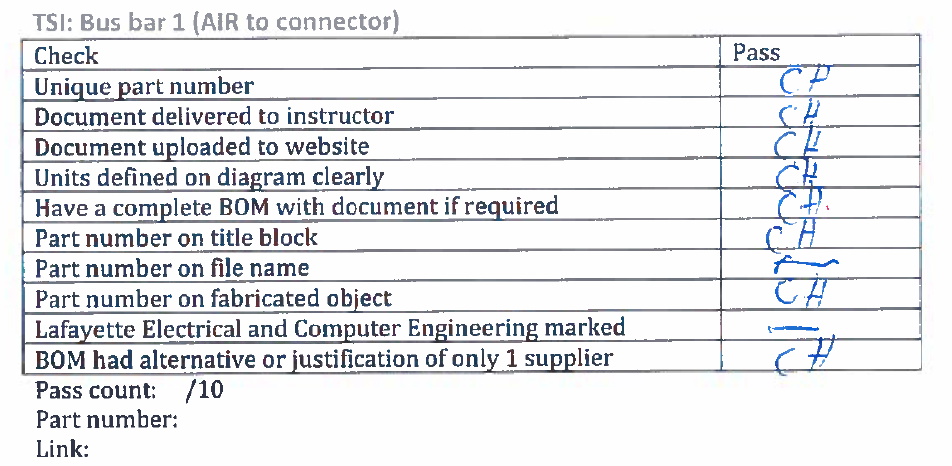 TSI: Bus bar 1 (AIR to connector)
Check Pass
Unique part number CH
Document delivered to instructor CH
Document uploaded to website CH
Units defined on diagram clearly CH
Have a complete BOM with document if required CH
Part number on title block CH
Part number on file name
Part number on fabricated object CH
Lafayette Electrical and Computer Engineering marked —
BOM had alternative or justification of only 1 supplier CH
Pass count: /10
Part number:
Link: